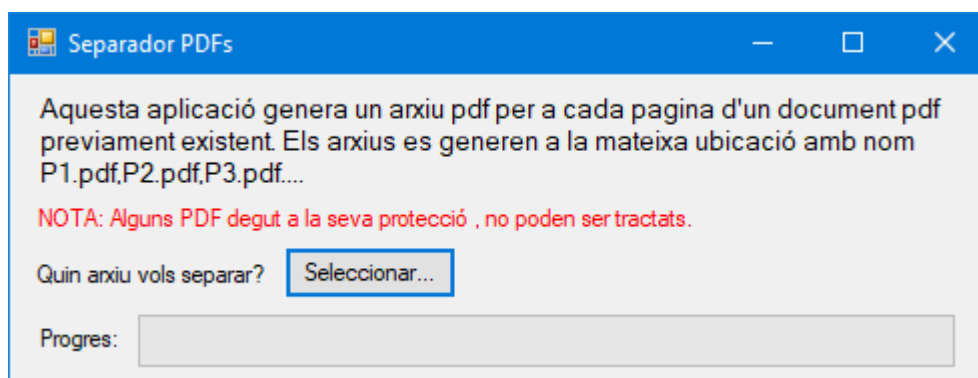 Separador PDFs
Aquesta aplicació genera un arxiu pdf per a cada pagina d'un document pdf
previament existent. Els arxius es generen a la mateixa ubicació amb nom
P1.pdf,P2.pdf,P3.pdf....
NOTA: Alguns PDF degut a la seva protecció , no poden ser tractats.
Quin arxiu vols separar? Seleccionar...
Progres: